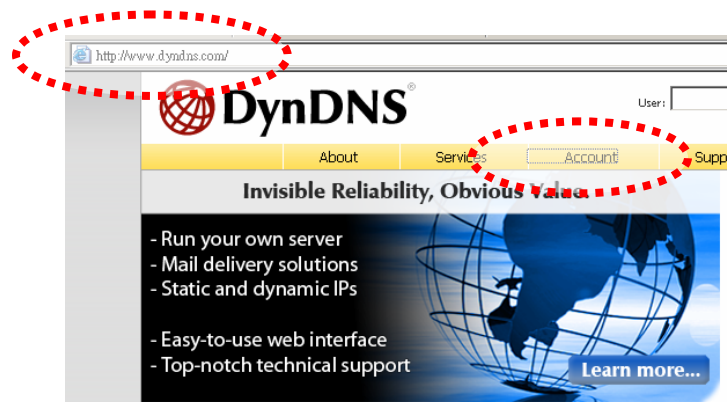 http://www.dyndns.com/
DynDNS®
User:
About Services Account Supp
Invisible Reliability, Obvious Value.
- Run your own server
- Mail delivery solutions
- Static and dynamic IPs
- Easy-to-use web interface
- Top-notch technical support
Learn more...